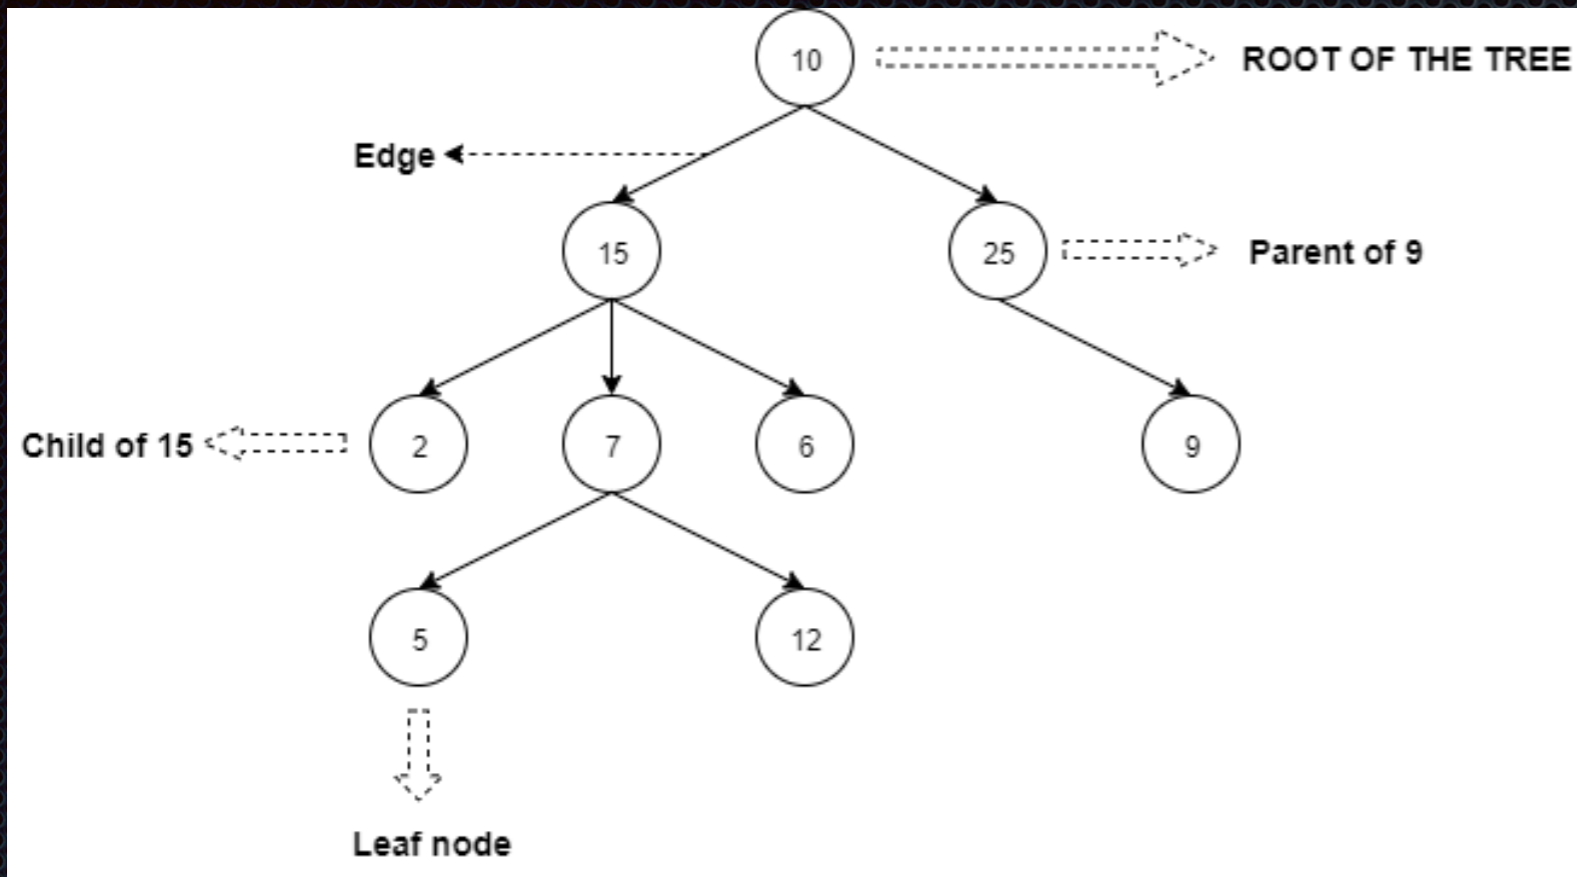 10
ROOT OF THE TREE
Edge
15
25
Parent of 9
Child of 15
2
7
6
9
5
12
Leaf node